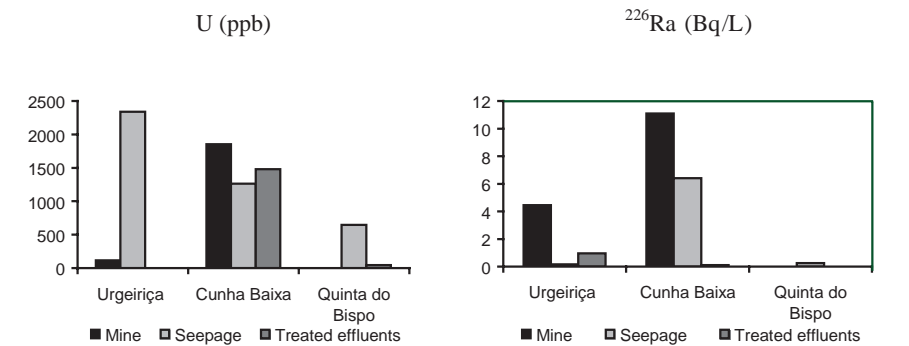 U (ppb)
2500
2000
1500
1000
500
0
Urgeiriça Cunha Baixa Quinta do
Bispo
Mine Seepage Treated effluents
²²⁶Ra (Bq/L)
12
10
8
6
4
2
0
Urgeiriça Cunha Baixa Quinta do
Bispo
Mine Seepage Treated effluents